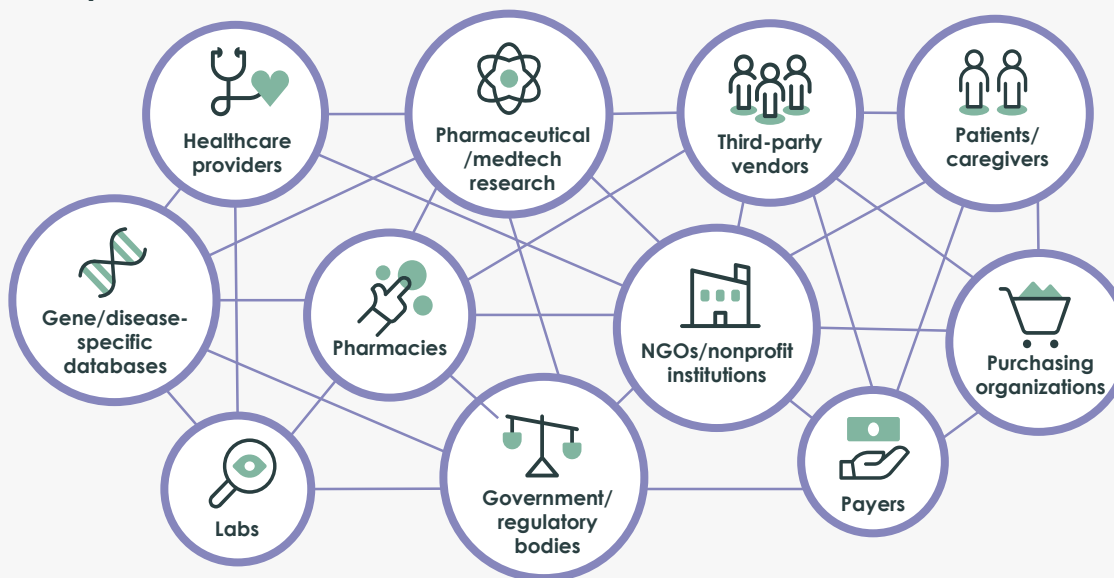 Healthcare
providers
Pharmaceutical
/medtech
research
Third-party
vendors
Patients/
caregivers
Gene/disease-
specific
databases
Pharmacies
NGOs/nonprofit
institutions
Purchasing
organizations
Labs
Government/
regulatory
bodies
Payers